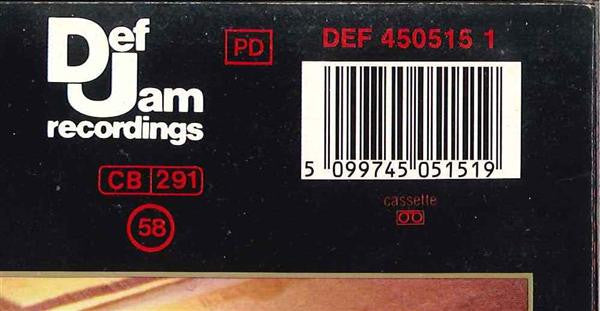 Def
Jam
recordings
PD
DEF 450515 1
5 099745 051519
CB 291
58
cassette